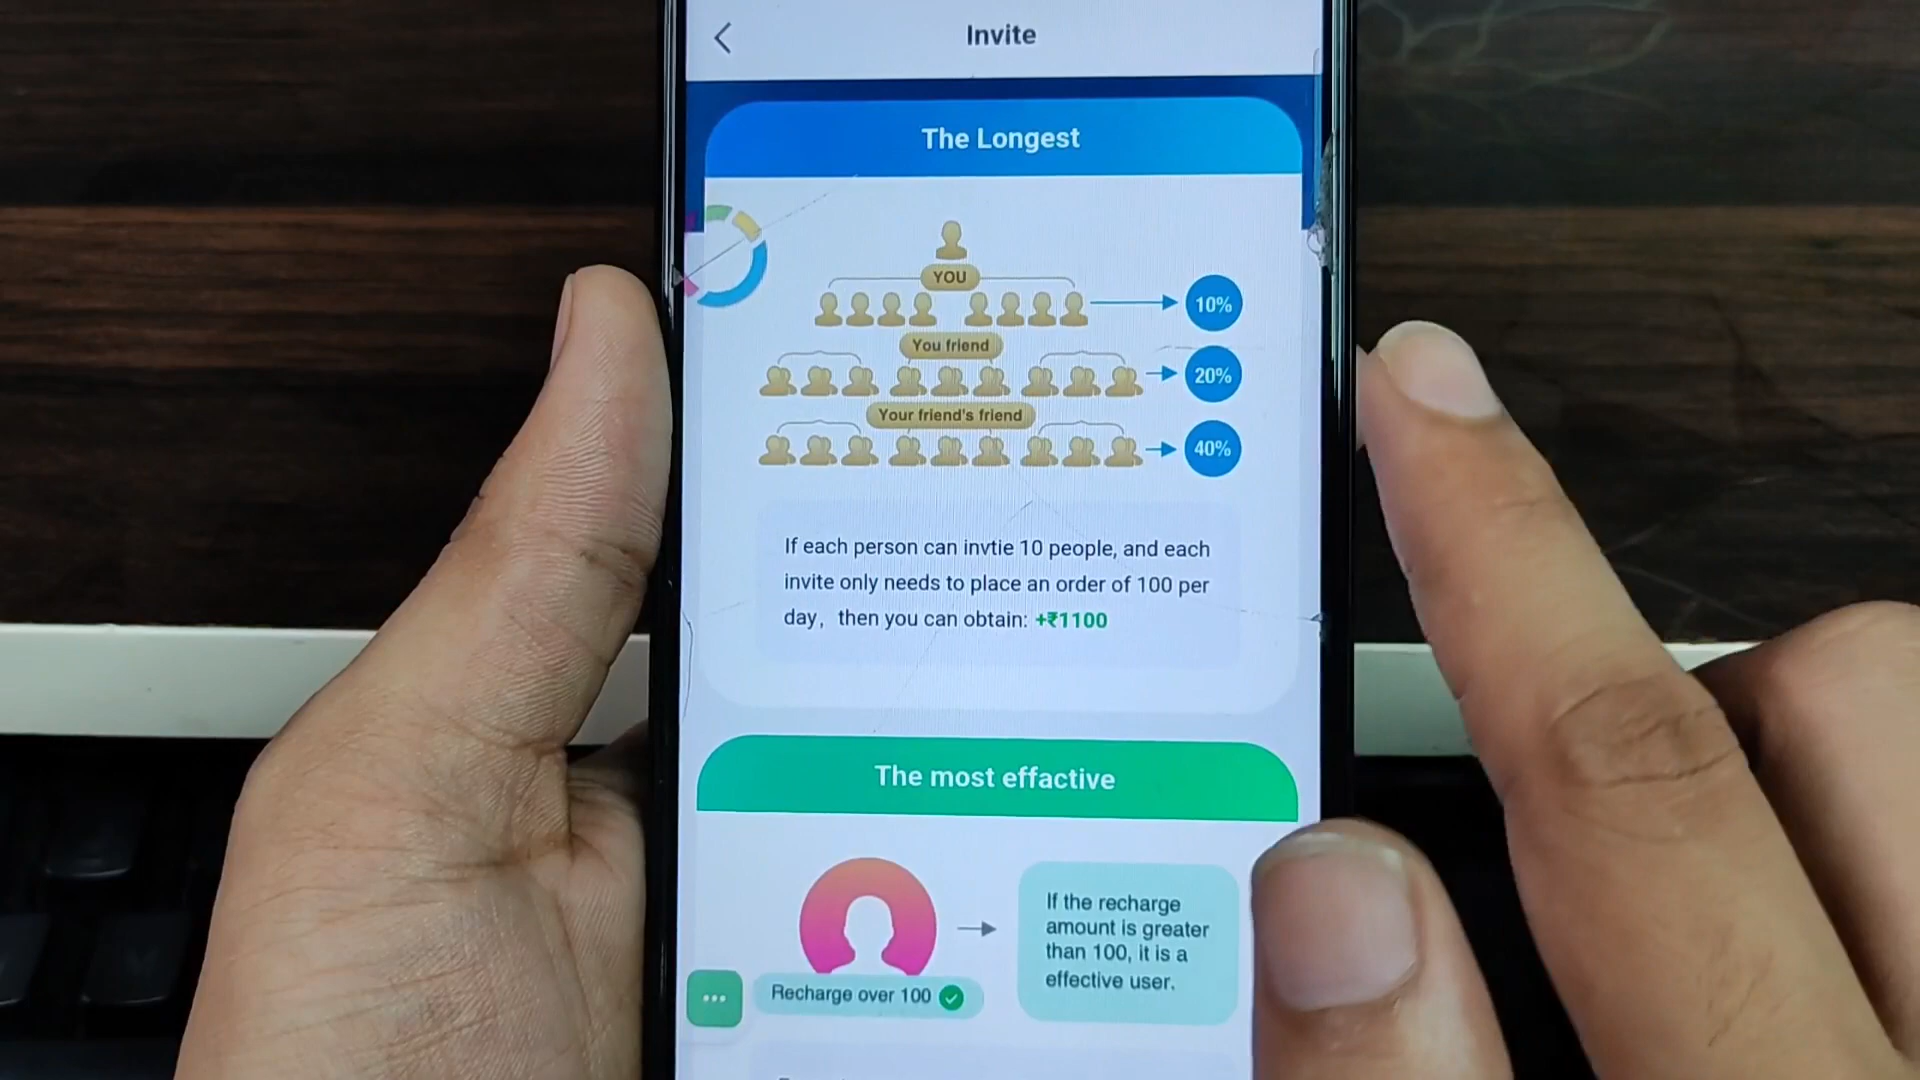 Invite
The Longest
YOU
10%
You friend
20%
Your friend's friend
40%
If each person can invtie 10 people, and each
invite only needs to place an order of 100 per
day, then you can obtain: +₹1100
The most effactive
If the recharge
amount is greater
than 100, it is a
effective user.
Recharge over 100